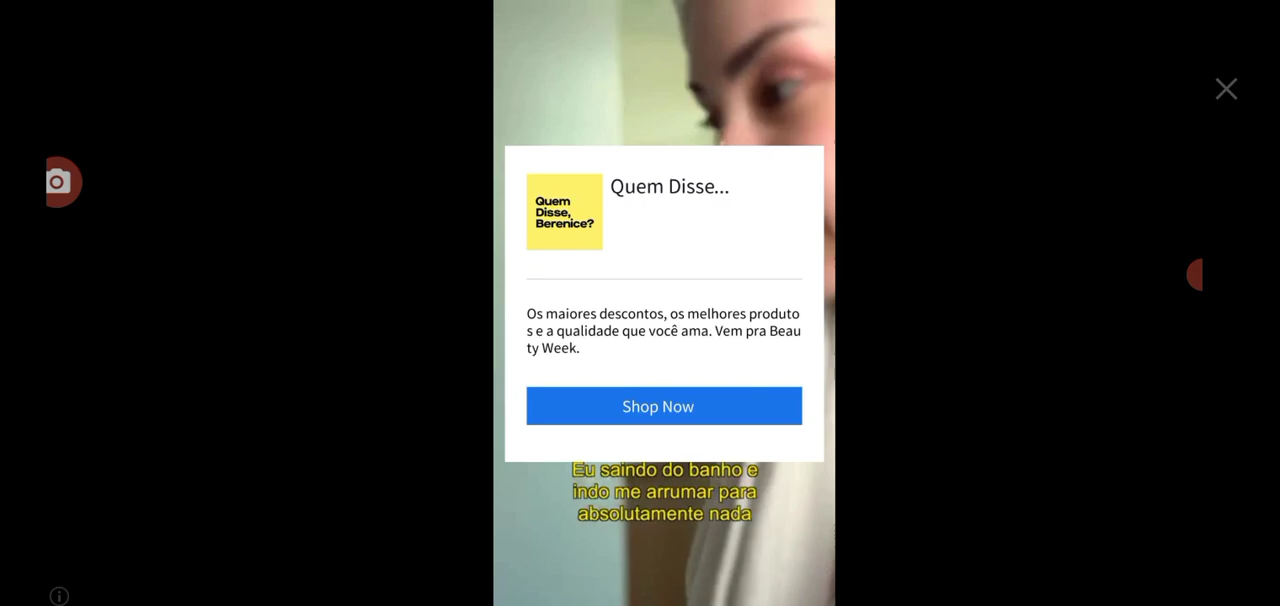 Quem Disse...
Quem
Disse,
Berenice?
Os maiores descontos, os melhores produto
s e a qualidade que você ama. Vem pra Beau
ty Week.
Shop Now
Eu saindo do banho e
indo me arrumar para
absolutamente nada